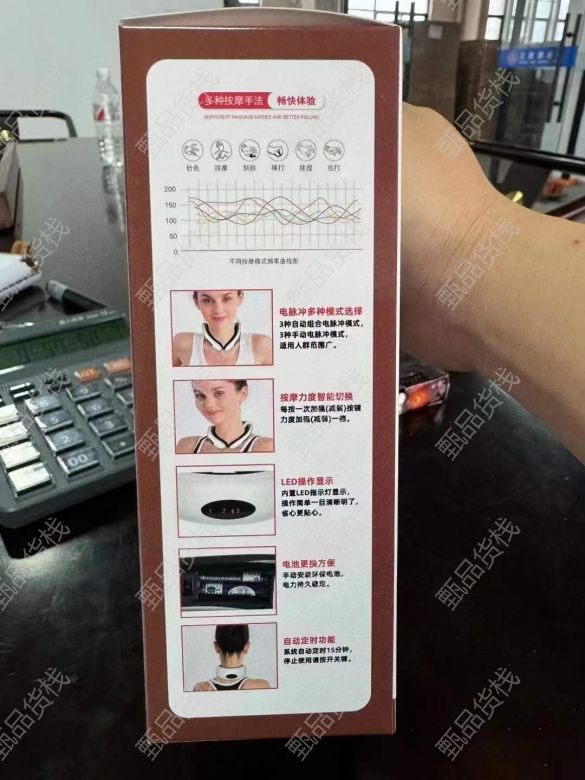 多种按摩手法 畅快体验
6DIFFERENT MASSAGE MODES AND BETTER FEELING
针灸 按摩 刮痧 捶打 揉捏 拍打
200
150
100
50
0
不同按摩模式频率曲线图
电脉冲多种模式选择
3种自动组合电脉冲模式，
3种手动电脉冲模式，
适用人群范围广。
按摩力度智能切换
每按一次加强(减弱)按键
力度加强(减弱)一档。
LED操作显示
内置LED指示灯显示，
操作简单一目清晰明了，
省心更贴心。
1 2 3
电池更换方便
手动安装环保电池，
电力持久稳定。
自动定时功能
系统自动定时15分钟，
停止使用请按开关键。
甄品货栈